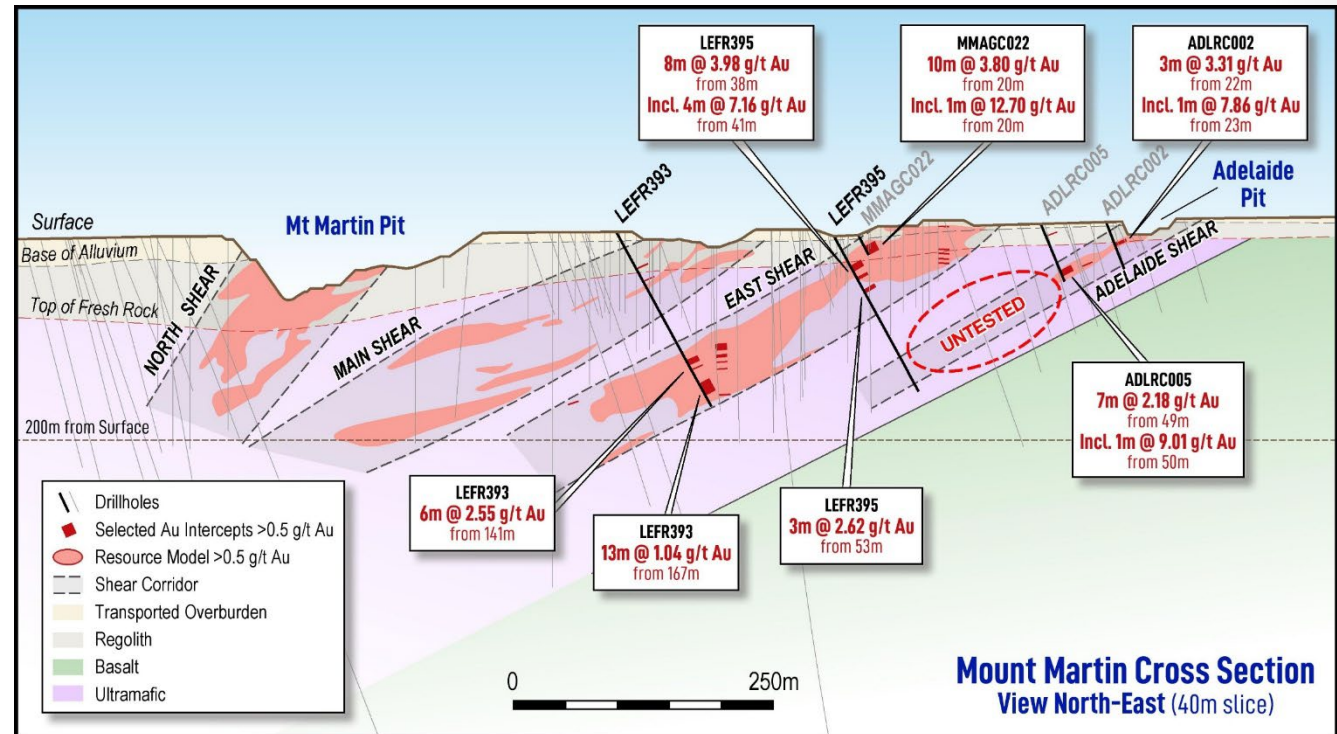 LEFR395
8m @ 3.98 g/t Au
from 38m
Incl. 4m @ 7.16 g/t Au
from 41m
MMAGC022
10m @ 3.80 g/t Au
from 20m
Incl. 1m @ 12.70 g/t Au
from 20m
ADLRC002
3m @ 3.31 g/t Au
from 22m
Incl. 1m @ 7.86 g/t Au
from 23m
Mt Martin Pit
LEFR393
LEFR395
MMAGC022
ADLRC005
ADLRC002
Adelaide
Pit
Surface
Base of Alluvium
Top of Fresh Rock
NORTH SHEAR
MAIN SHEAR
EAST SHEAR
ADELAIDE SHEAR
UNTESTED
200m from Surface
ADLRC005
7m @ 2.18 g/t Au
from 49m
Incl. 1m @ 9.01 g/t Au
from 50m
LEFR393
6m @ 2.55 g/t Au
from 141m
LEFR393
13m @ 1.04 g/t Au
from 167m
LEFR395
3m @ 2.62 g/t Au
from 53m
Drillholes
Selected Au Intercepts >0.5 g/t Au
Resource Model >0.5 g/t Au
Shear Corridor
Transported Overburden
Regolith
Basalt
Ultramafic
0 250m
Mount Martin Cross Section
View North-East (40m slice)